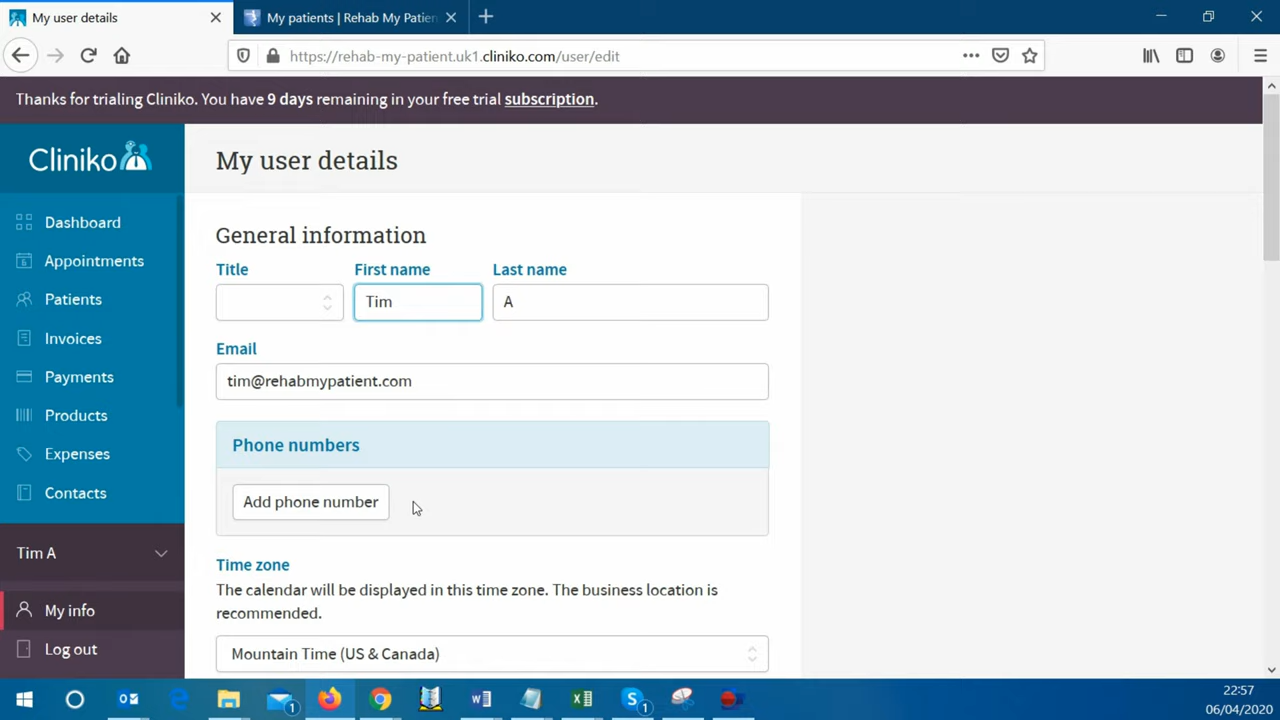 My user details
My patients | Rehab My Patien
https://rehab-my-patient.uk1.cliniko.com/user/edit
Thanks for trialing Cliniko. You have 9 days remaining in your free trial subscription.
Cliniko
My user details
Dashboard
Appointments
Patients
Invoices
Payments
Products
Expenses
Contacts
Tim A
My info
Log out
General information
Title
First name
Last name
Tim
A
Email
tim@rehabmypatient.com
Phone numbers
Add phone number
Time zone
The calendar will be displayed in this time zone. The business location is
recommended.
Mountain Time (US & Canada)
22:57
06/04/2020